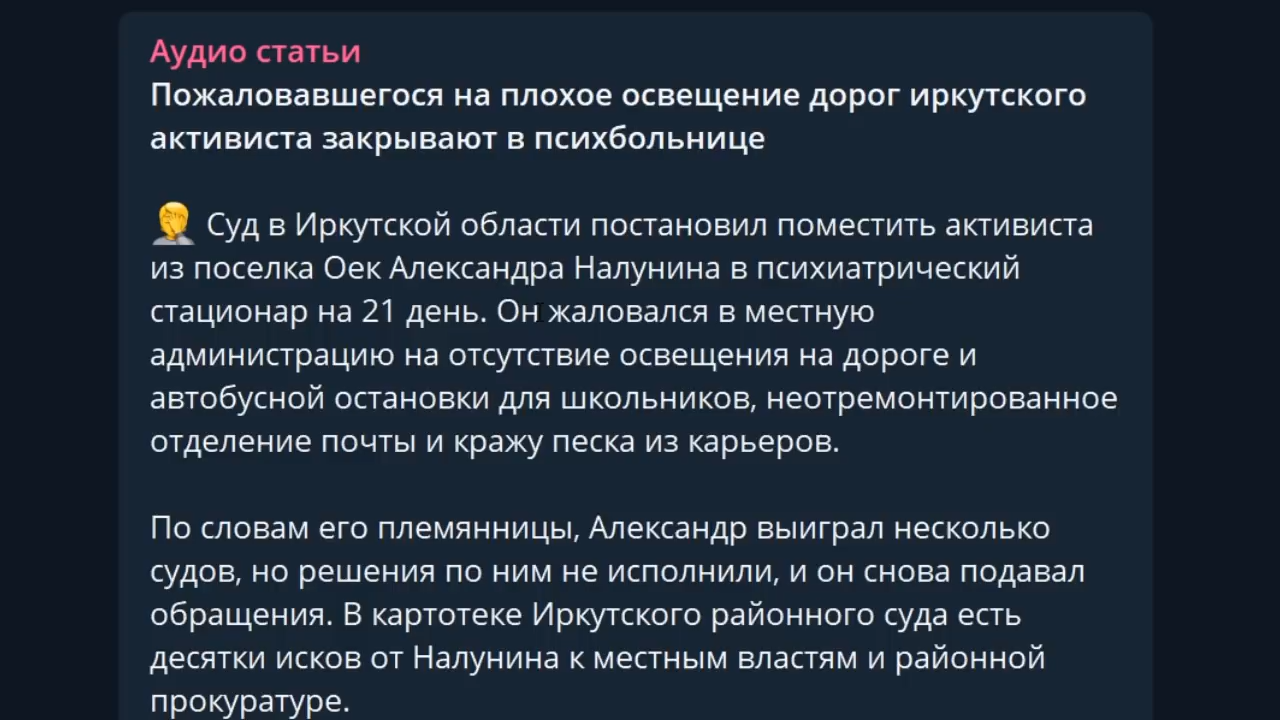 Аудио статьи
Пожаловавшегося на плохое освещение дорог иркутского
активиста закрывают в психбольнице
🤦 Суд в Иркутской области постановил поместить активиста
из поселка Оек Александра Налунина в психиатрический
стационар на 21 день. Он жаловался в местную
администрацию на отсутствие освещения на дороге и
автобусной остановки для школьников, неотремонтированное
отделение почты и кражу песка из карьеров.
По словам его племянницы, Александр выиграл несколько
судов, но решения по ним не исполнили, и он снова подавал
обращения. В картотеке Иркутского районного суда есть
десятки исков от Налунина к местным властям и районной
прокуратуре.